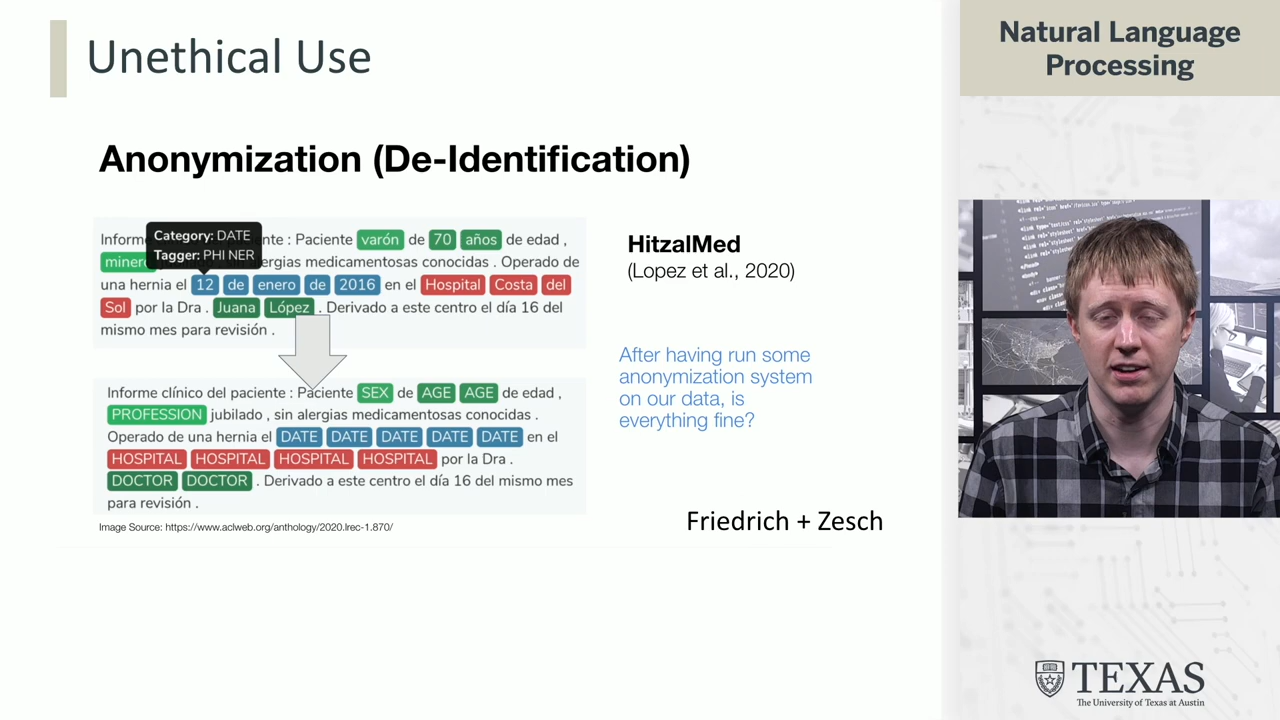 Unethical Use
Natural Language
Processing
Anonymization (De-Identification)
Category: DATE
Tagger: PHI NER
Informe ente : Paciente varón de 70 años de edad ,
minero alergias medicamentosas conocidas . Operado de
una hernia el 12 de enero de 2016 en el Hospital Costa del
Sol por la Dra . Juana López . Derivado a este centro el día 16 del
mismo mes para revisión .
Informe clínico del paciente : Paciente SEX de AGE AGE de edad ,
PROFESSION jubilado , sin alergias medicamentosas conocidas .
Operado de una hernia el DATE DATE DATE DATE DATE en el
HOSPITAL HOSPITAL HOSPITAL HOSPITAL por la Dra .
DOCTOR DOCTOR . Derivado a este centro el día 16 del mismo mes
para revisión .
Image Source: https://www.aclweb.org/anthology/2020.lrec-1.870/
HitzalMed
(Lopez et al., 2020)
After having run some
anonymization system
on our data, is
everything fine?
Friedrich + Zesch
TEXAS
The University of Texas at Austin